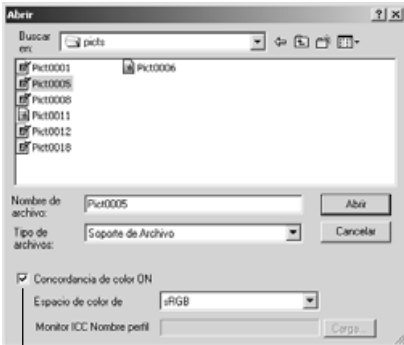 Abrir
Buscar en:
picts
Pict0001
Pict0005
Pict0008
Pict0011
Pict0012
Pict0018
Pict0006
Nombre de archivo:
Pict0005
Abrir
Tipo de archivos:
Soporte de Archivo
Cancelar
Concordancia de color ON
Espacio de color de
sRGB
Monitor ICC Nombre perfil
Carga...